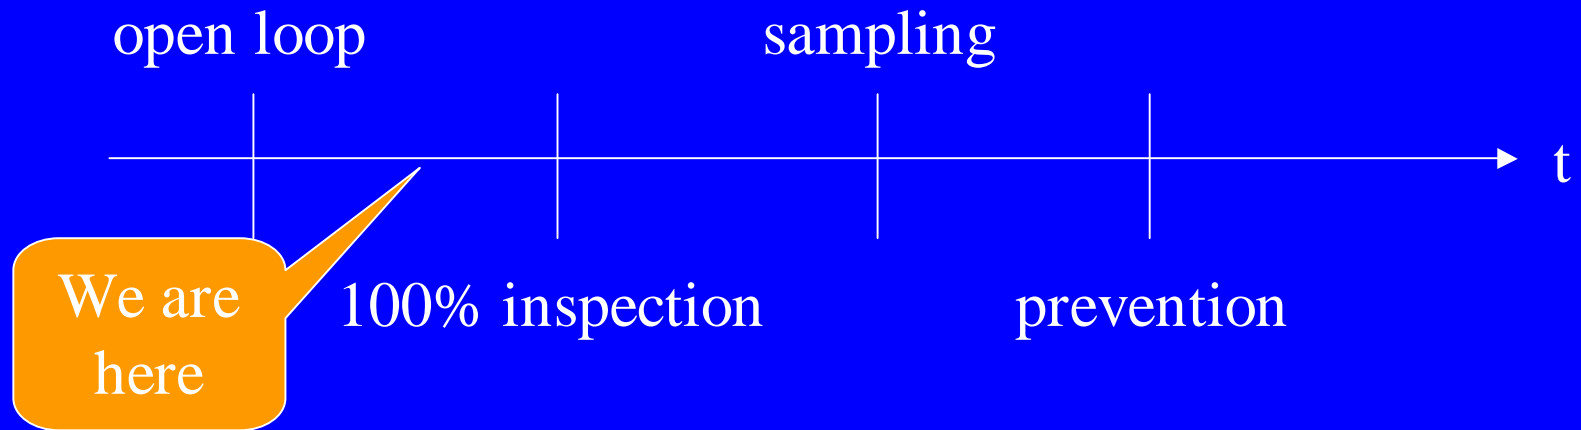 open loop
sampling
t
We are
here
100% inspection
prevention